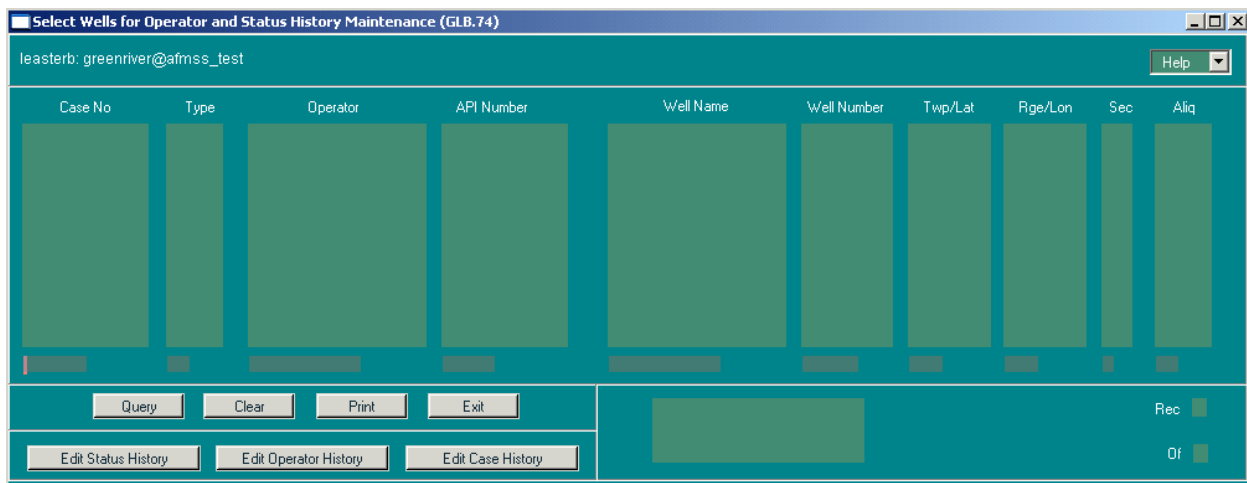 Select Wells for Operator and Status History Maintenance (GLB.74)
leasterb: greenriver@afmss_test
Help
Case No Type Operator API Number Well Name Well Number Twp/Lat Rge/Lon Sec Aliq
Query Clear Print Exit
Rec
Edit Status History Edit Operator History Edit Case History
Of